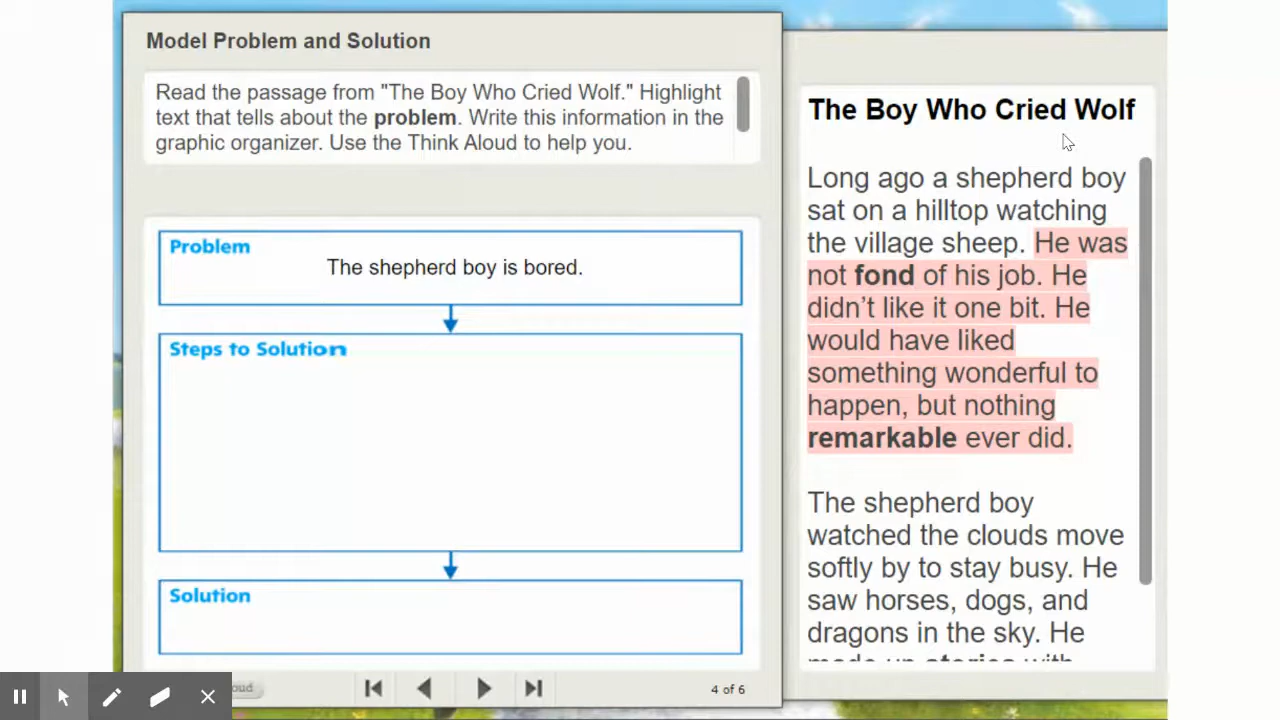 Model Problem and Solution
Read the passage from "The Boy Who Cried Wolf." Highlight
text that tells about the problem. Write this information in the
graphic organizer. Use the Think Aloud to help you.
Problem
The shepherd boy is bored.
Steps to Solution
Solution
4 of 6
The Boy Who Cried Wolf
Long ago a shepherd boy
sat on a hilltop watching
the village sheep. He was
not fond of his job. He
didn't like it one bit. He
would have liked
something wonderful to
happen, but nothing
remarkable ever did.
The shepherd boy
watched the clouds move
softly by to stay busy. He
saw horses, dogs, and
dragons in the sky. He
made up stories with